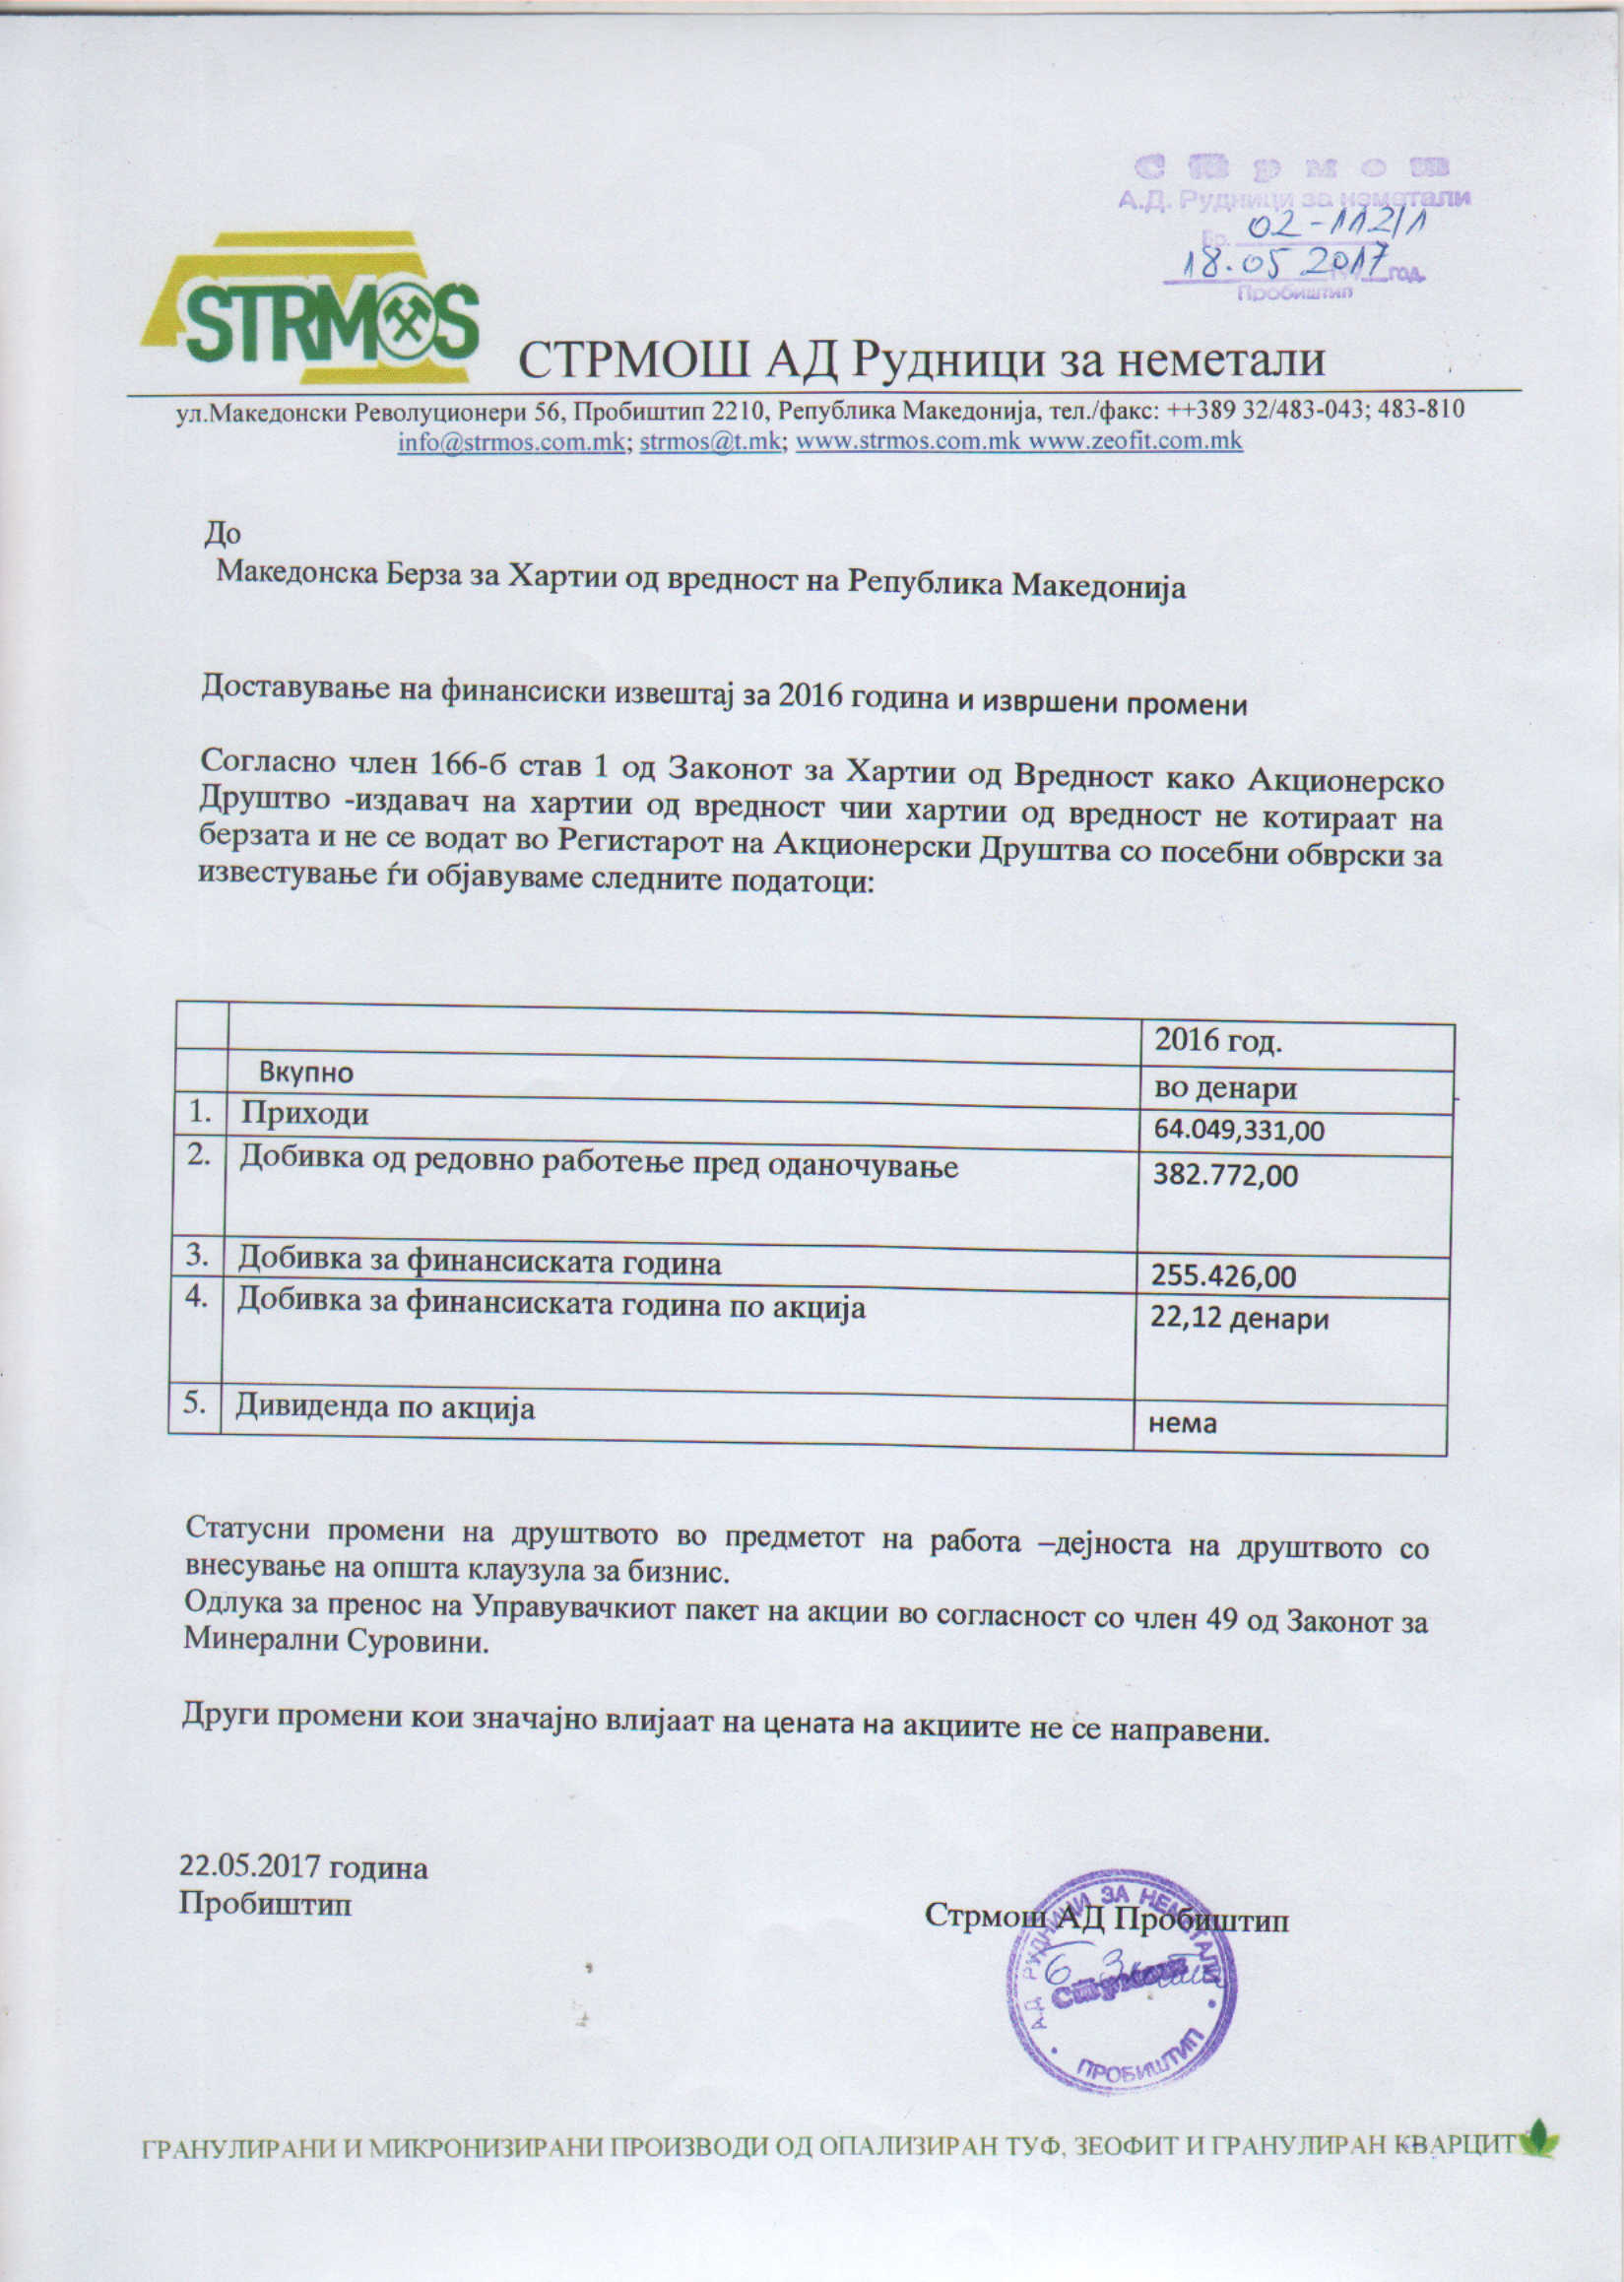 С т р м о ш
А.Д. Рудници за неметали
Бр. 02-112/1
18.05 2017 год.
Пробиштип
STRMOS
СТРМОШ АД Рудници за неметали
ул.Македонски Револуционери 56, Пробиштип 2210, Република Македонија, тел./факс: ++389 32/483-043; 483-810
info@strmos.com.mk; strmos@t.mk; www.strmos.com.mk www.zeofit.com.mk
До
Македонска Берза за Хартии од вредност на Република Македонија
Доставување на финансиски извештај за 2016 година и извршени промени
Согласно член 166-б став 1 од Законот за Хартии од Вредност како Акционерско
Друштво -издавач на хартии од вредност чии хартии од вредност не котираат на
берзата и не се водат во Регистарот на Акционерски Друштва со посебни обврски за
известување ѓи објавуваме следните податоци:
2016 год.
Вкупно во денари
1. Приходи 64.049,331,00
2. Добивка од редовно работење пред оданочување 382.772,00
3. Добивка за финансиската година 255.426,00
4. Добивка за финансиската година по акција 22,12 денари
5. Дивиденда по акција нема
Статусни промени на друштвото во предметот на работа –дејноста на друштвото со
внесување на општа клаузула за бизнис.
Одлука за пренос на Управувачкиот пакет на акции во согласност со член 49 од Законот за
Минерални Суровини.
Други промени кои значајно влијаат на цената на акциите не се направени.
22.05.2017 година
Пробиштип
Стрмош АД Пробиштип
АД РУДНИЦИ ЗА НЕМЕТАЛИ
Стрмош
ПРОБИШТИП
ГРАНУЛИРАНИ И МИКРОНИЗИРАНИ ПРОИЗВОДИ ОД ОПАЛИЗИРАН ТУФ, ЗЕОФИТ И ГРАНУЛИРАН КВАРЦИТ